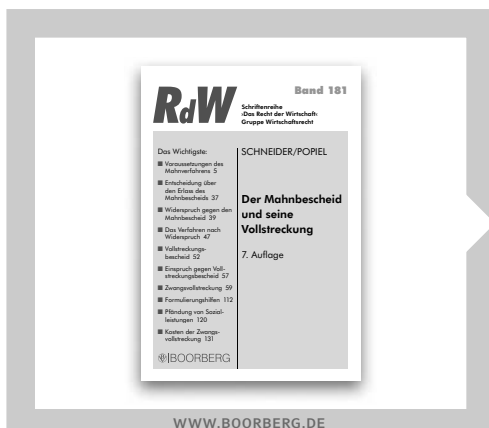 RdW
Band 181
Schriftenreihe
›Das Recht der Wirtschaft‹
Gruppe Wirtschaftsrecht
Das Wichtigste:
Voraussetzungen des
Mahnverfahrens 5
Entscheidung über
den Erlass des
Mahnbescheids 37
Widerspruch gegen den
Mahnbescheid 39
Das Verfahren nach
Widerspruch 47
Vollstreckungs-
bescheid 52
Einspruch gegen Voll-
streckungsbescheid 57
Zwangsvollstreckung 59
Formulierungshilfen 112
Pfändung von Sozial-
leistungen 120
Kosten der Zwangs-
vollstreckung 131
BOORBERG
SCHNEIDER/POPIEL
Der Mahnbescheid
und seine
Vollstreckung
7. Auflage
WWW.BOORBERG.DE